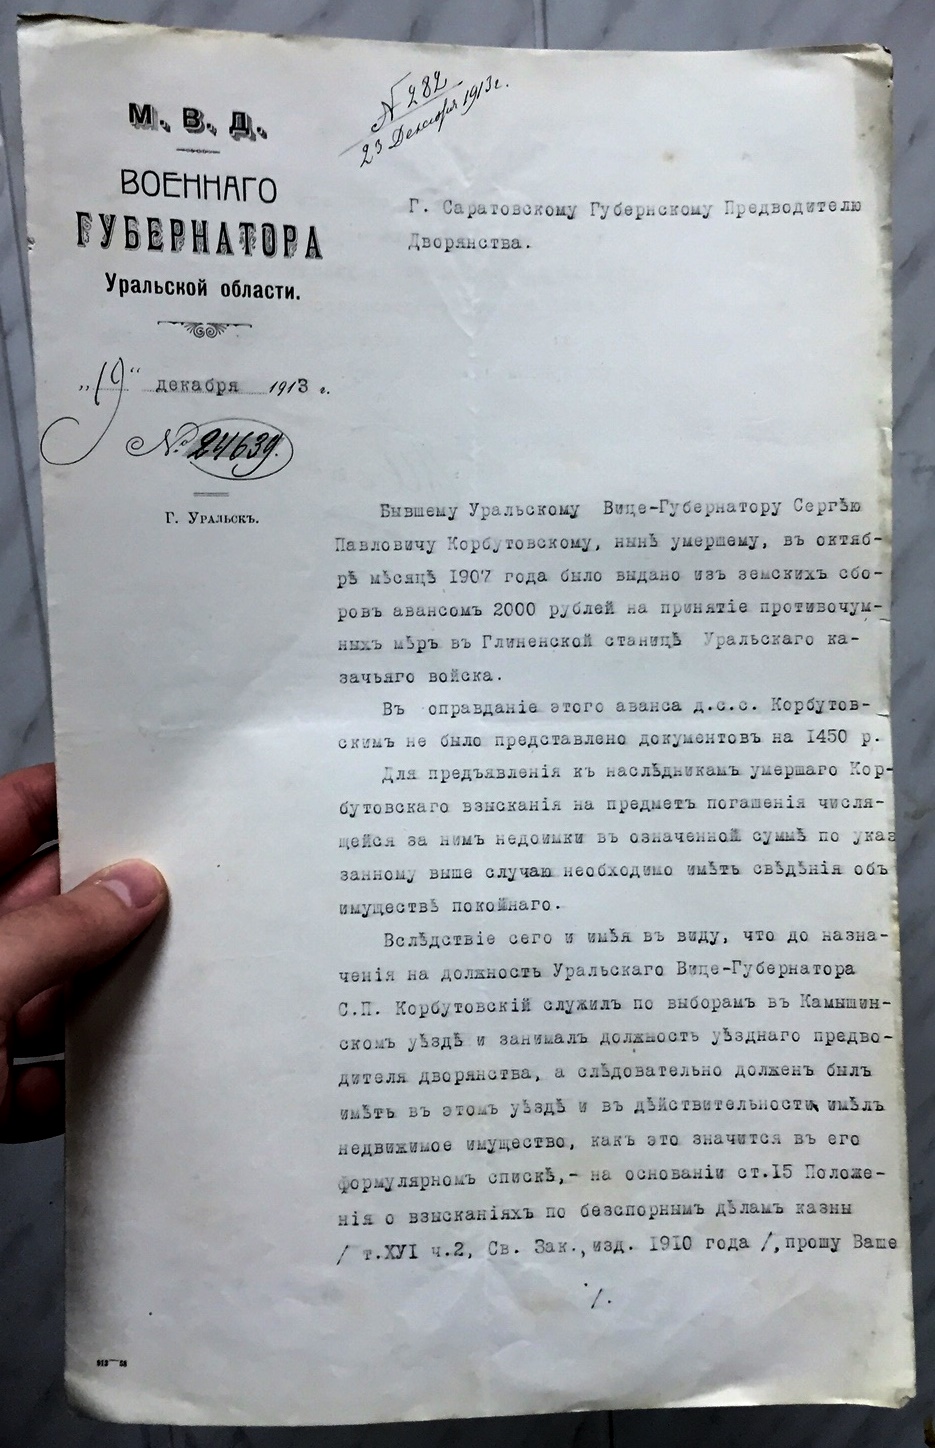 М. В. Д.
ВОЕННАГО
ГУБЕРНАТОРА
Уральской области.
„19“ декабря 1913 г.
№ 24639.
Г. Уральскъ.
№ 282
23 Декабря 1913 г.
Г. Саратовскому Губернскому Предводителю
Дворянства.
Бывшему Уральскому Вице-Губернатору Сергѣю
Павловичу Корбутовскому, нынѣ умершему, въ октяб-
рѣ мѣсяцѣ 1907 года было выдано изъ земскихъ сбо-
ровъ авансомъ 2000 рублей на принятіе противочум-
ныхъ мѣръ въ Глиненской станицѣ Уральскаго ка-
зачьяго войска.
Въ оправданіе этого аванса д.с.с. Корбутов-
скимъ не было представлено документовъ на 1450 р.
Для предъявленія къ наслѣдникамъ умершаго Кор-
бутовскаго взысканія на предметъ погашенія числя-
щейся за нимъ недоимки въ означенной суммѣ по указ
занному выше случаю необходимо имѣть свѣдѣнія объ
имуществѣ покойнаго.
Вслѣдствіе сего и имѣя въ виду, что до назна-
ченія на должность Уральскаго Вице-Губернатора
С.П. Корбутовскій служилъ по выборамъ въ Камышин-
скомъ уѣздѣ и занималъ должность уѣзднаго предво-
дителя дворянства, а слѣдовательно долженъ былъ
имѣть въ этомъ уѣздѣ и въ дѣйствительности имѣлъ
недвижимое имущество, какъ это значится въ его
формулярномъ спискѣ,- на основаніи ст.15 Положе-
нія о взысканіяхъ по безспорнымъ дѣламъ казны
/ т.ХУІ ч.2, Св. Зак., изд. 1910 года /, прошу Ваше
./.